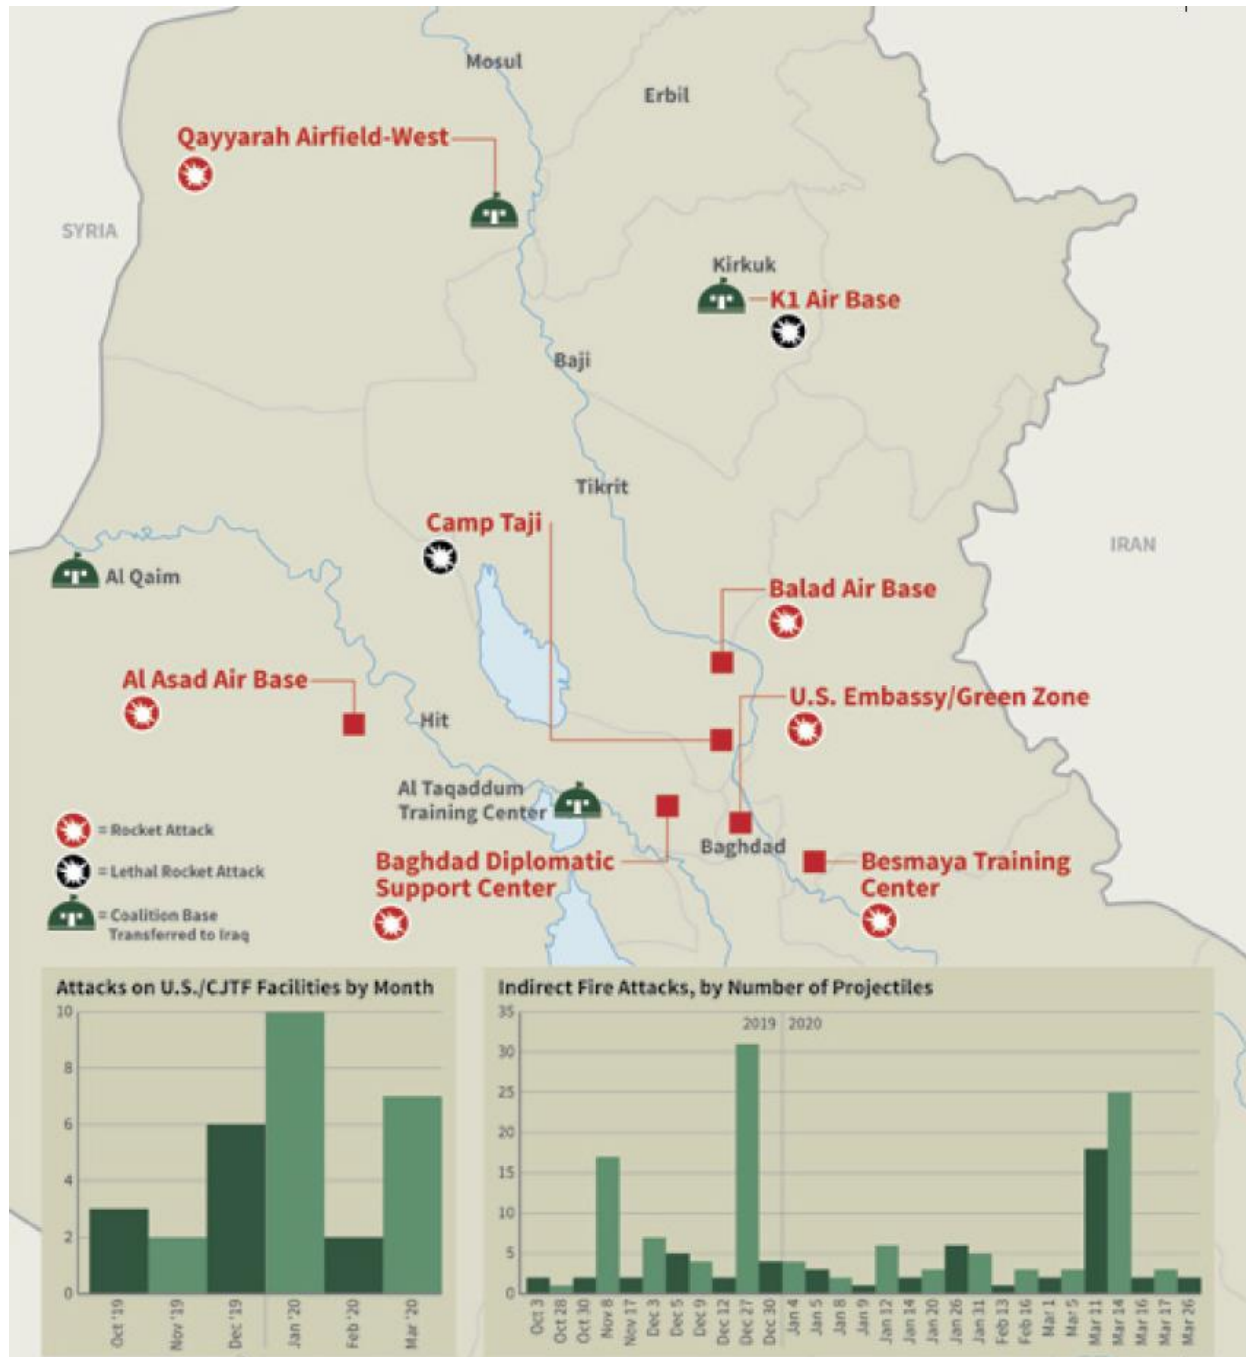 Mosul
Erbil
Qayyarah Airfield-West
SYRIA
Kirkuk
K1 Air Base
Baji
Tikrit
Camp Taji
IRAN
Al Qaim
Balad Air Base
Al Asad Air Base
U.S. Embassy/Green Zone
Hit
Al Taqaddum
Training Center
= Rocket Attack
Baghdad
= Lethal Rocket Attack
Baghdad Diplomatic
Support Center
Besmaya Training
Center
= Coalition Base
Transferred to Iraq
Attacks on U.S./CJTF Facilities by Month
10
8
6
4
2
0
Oct '19
Nov '19
Dec '19
Jan '20
Feb '20
Mar '20
Indirect Fire Attacks, by Number of Projectiles
35
30
25
20
15
10
5
0
2019 2020
Oct 3
Oct 28
Oct 30
Nov 8
Nov 17
Dec 3
Dec 5
Dec 9
Dec 12
Dec 27
Dec 30
Jan 4
Jan 5
Jan 8
Jan 9
Jan 12
Jan 14
Jan 20
Jan 26
Jan 31
Feb 13
Feb 16
Mar 1
Mar 5
Mar 11
Mar 14
Mar 16
Mar 17
Mar 26